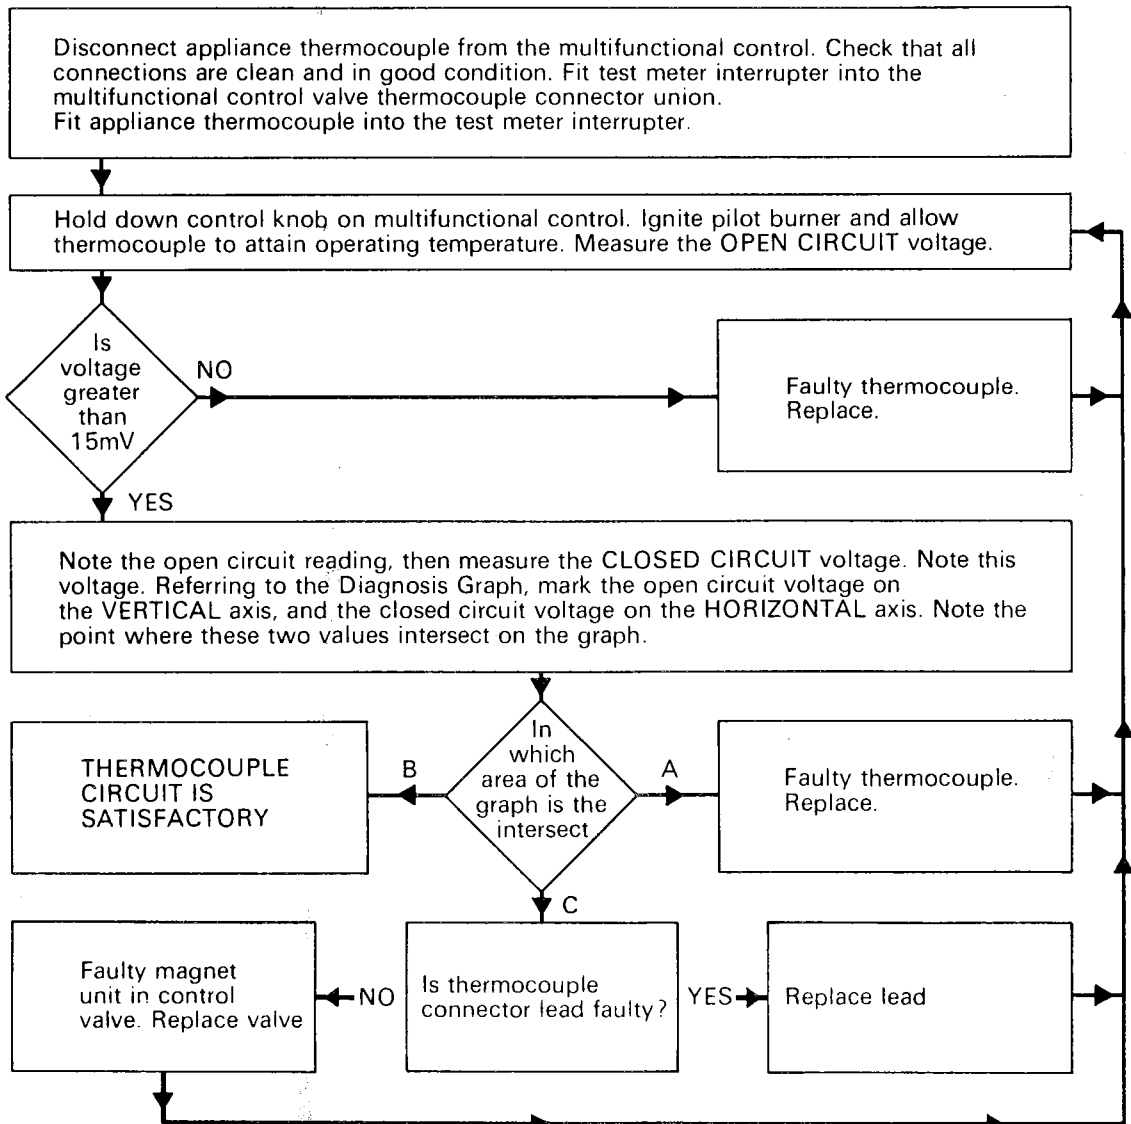 Disconnect appliance thermocouple from the multifunctional control. Check that all
connections are clean and in good condition. Fit test meter interrupter into the
multifunctional control valve thermocouple connector union.
Fit appliance thermocouple into the test meter interrupter.
Hold down control knob on multifunctional control. Ignite pilot burner and allow
thermocouple to attain operating temperature. Measure the OPEN CIRCUIT voltage.
Is
voltage
greater
than
15mV
NO
Faulty thermocouple.
Replace.
YES
Note the open circuit reading, then measure the CLOSED CIRCUIT voltage. Note this
voltage. Referring to the Diagnosis Graph, mark the open circuit voltage on
the VERTICAL axis, and the closed circuit voltage on the HORIZONTAL axis. Note the
point where these two values intersect on the graph.
In
which
area of the
graph is the
intersect
B
THERMOCOUPLE
CIRCUIT IS
SATISFACTORY
A
Faulty thermocouple.
Replace.
C
Is thermocouple
connector lead faulty?
NO
Faulty magnet
unit in control
valve. Replace valve
YES
Replace lead